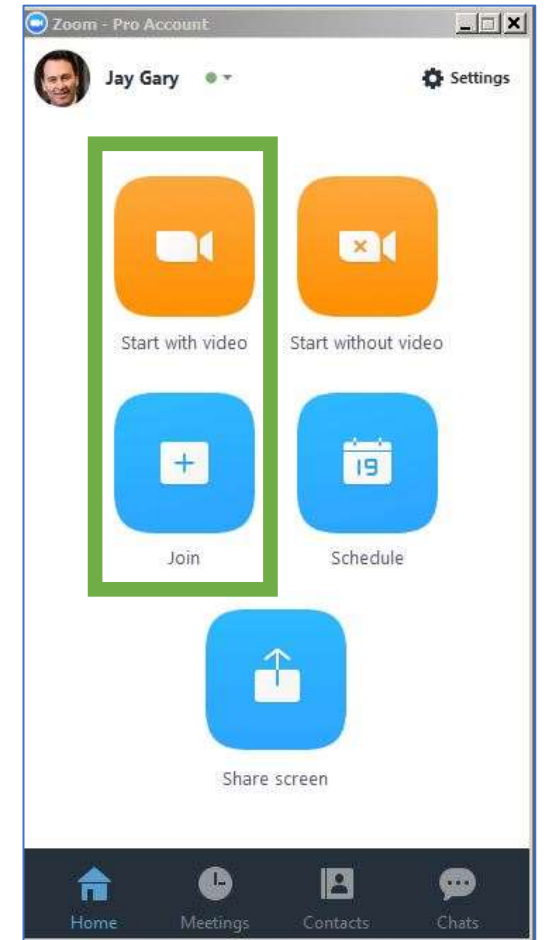 Zoom - Pro Account
Jay Gary
Settings
Start with video
Start without video
19
Join
Schedule
Share screen
Home
Meetings
Contacts
Chats